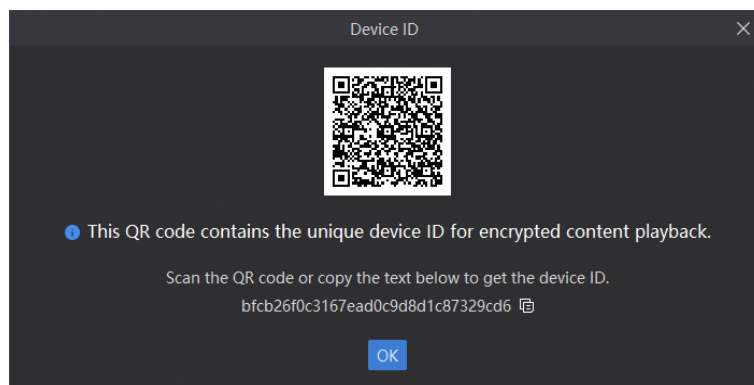 Device ID
This QR code contains the unique device ID for encrypted content playback.
Scan the QR code or copy the text below to get the device ID.
bfcb26f0c3167ead0c9d8d1c87329cd6
OK